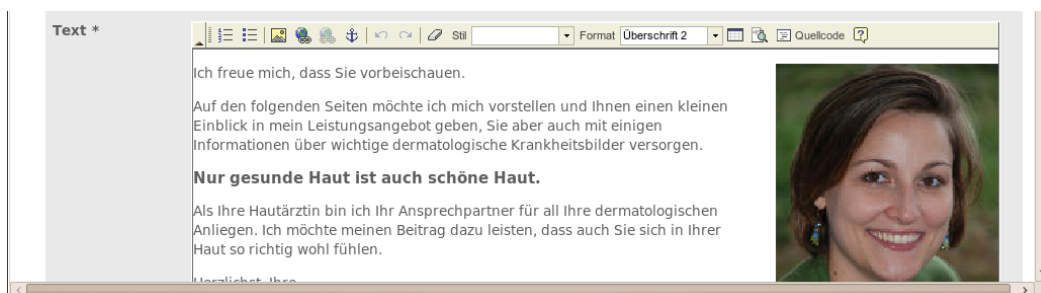 Text *
Stil
Format Überschrift 2
Quellcode
Ich freue mich, dass Sie vorbeischauen.
Auf den folgenden Seiten möchte ich mich vorstellen und Ihnen einen kleinen
Einblick in mein Leistungsangebot geben, Sie aber auch mit einigen
Informationen über wichtige dermatologische Krankheitsbilder versorgen.
Nur gesunde Haut ist auch schöne Haut.
Als Ihre Hautärztin bin ich Ihr Ansprechpartner für all Ihre dermatologischen
Anliegen. Ich möchte meinen Beitrag dazu leisten, dass auch Sie sich in Ihrer
Haut so richtig wohl fühlen.
Herzlichst, Ihre